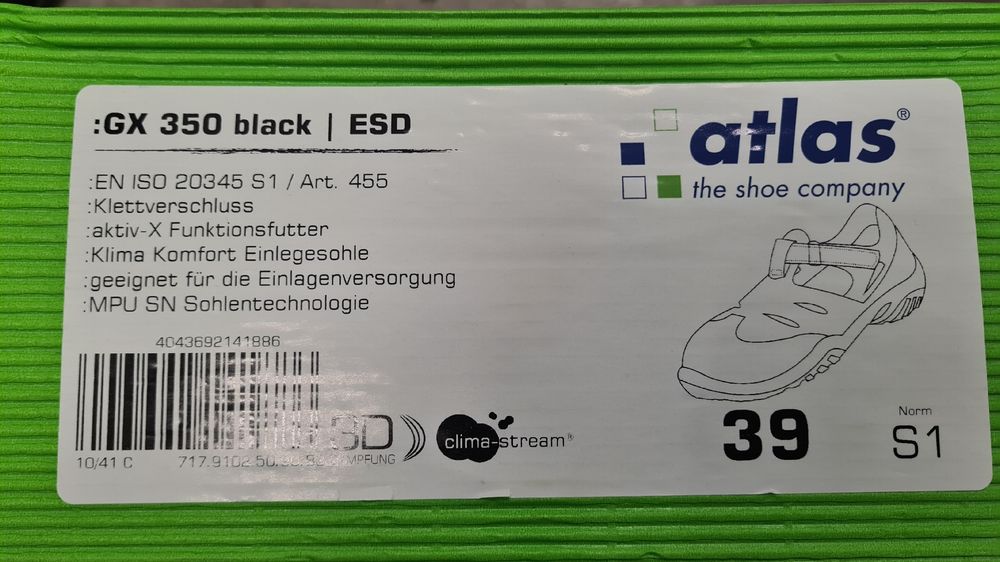 :GX 350 black | ESD
atlas®
the shoe company
:EN ISO 20345 S1 / Art. 455
:Klettverschluss
:aktiv-X Funktionsfutter
:Klima Komfort Einlegesohle
:geeignet für die Einlagenversorgung
:MPU SN Sohlentechnologie
4043692141886
3D
clima-stream®
39
Norm
S1
10/41 C